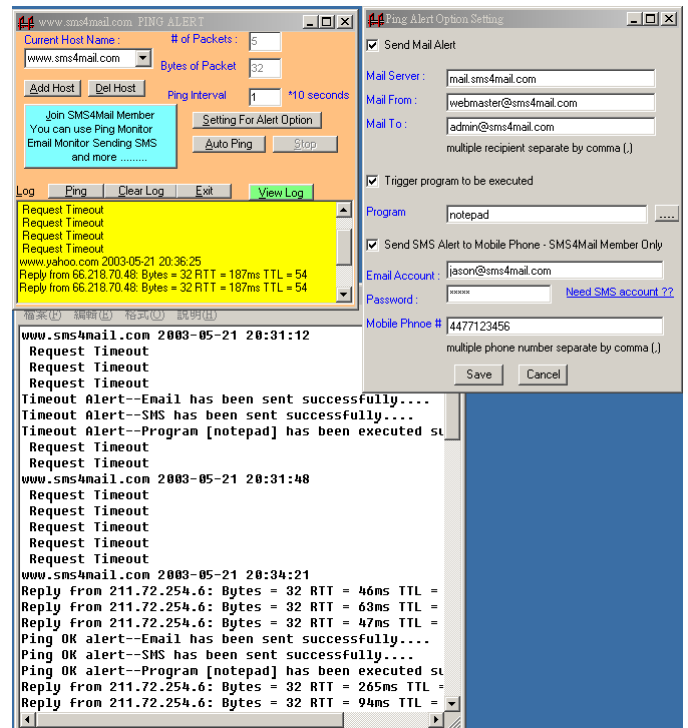 www.sms4mail.com PING ALERT
Current Host Name :
# of Packets :
5
www.sms4mail.com
Bytes of Packet
32
Add Host
Del Host
Ping Interval
1
*10 seconds
Join SMS4Mail Member
You can use Ping Monitor
Email Monitor Sending SMS
and more .........
Setting For Alert Option
Auto Ping
Stop
Log
Ping
Clear Log
Exit
View Log
Request Timeout
Request Timeout
Request Timeout
Request Timeout
www.yahoo.com 2003-05-21 20:36:25
Reply from 66.218.70.48: Bytes = 32 RTT = 187ms TTL = 54
Reply from 66.218.70.48: Bytes = 32 RTT = 187ms TTL = 54
檔案(F) 編輯(E) 格式(O) 說明(H)
www.sms4mail.com 2003-05-21 20:31:12
Request Timeout
Request Timeout
Request Timeout
Timeout Alert--Email has been sent successfully....
Timeout Alert--SMS has been sent successfully....
Timeout Alert--Program [notepad] has been executed su
Request Timeout
Request Timeout
www.sms4mail.com 2003-05-21 20:31:48
Request Timeout
Request Timeout
Request Timeout
Request Timeout
Request Timeout
www.sms4mail.com 2003-05-21 20:34:21
Reply from 211.72.254.6: Bytes = 32 RTT = 46ms TTL =
Reply from 211.72.254.6: Bytes = 32 RTT = 63ms TTL =
Reply from 211.72.254.6: Bytes = 32 RTT = 47ms TTL =
Ping OK alert--Email has been sent successfully....
Ping OK alert--SMS has been sent successfully....
Ping OK alert--Program [notepad] has been executed su
Reply from 211.72.254.6: Bytes = 32 RTT = 265ms TTL =
Reply from 211.72.254.6: Bytes = 32 RTT = 94ms TTL =
Ping Alert Option Setting
Send Mail Alert
Mail Server :
mail.sms4mail.com
Mail From :
webmaster@sms4mail.com
Mail To :
admin@sms4mail.com
multiple recipient separate by comma (,)
Trigger program to be executed
Program
notepad
....
Send SMS Alert to Mobile Phone - SMS4Mail Member Only
Email Account :
jason@sms4mail.com
Password :
*****
Need SMS account ??
Mobile Phnoe #
4477123456
multiple phone number separate by comma (,)
Save
Cancel